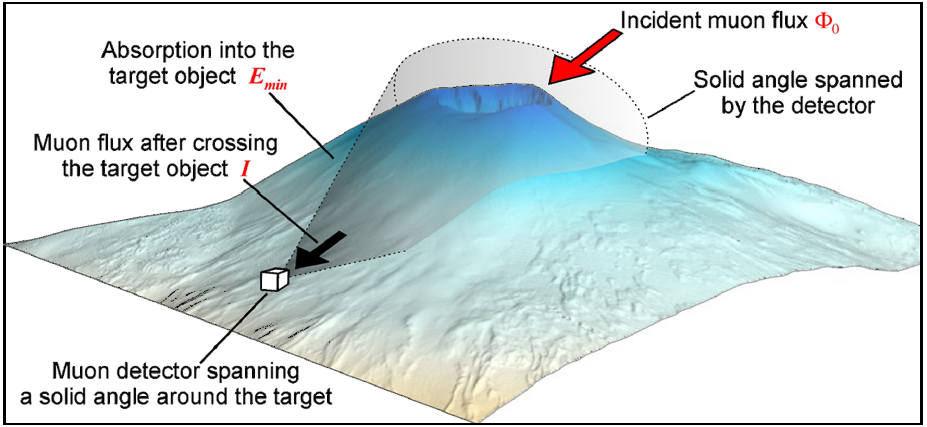 Incident muon flux Φ0
Absorption into the
target object Emin
Solid angle spanned
by the detector
Muon flux after crossing
the target object I
Muon detector spanning
a solid angle around the target